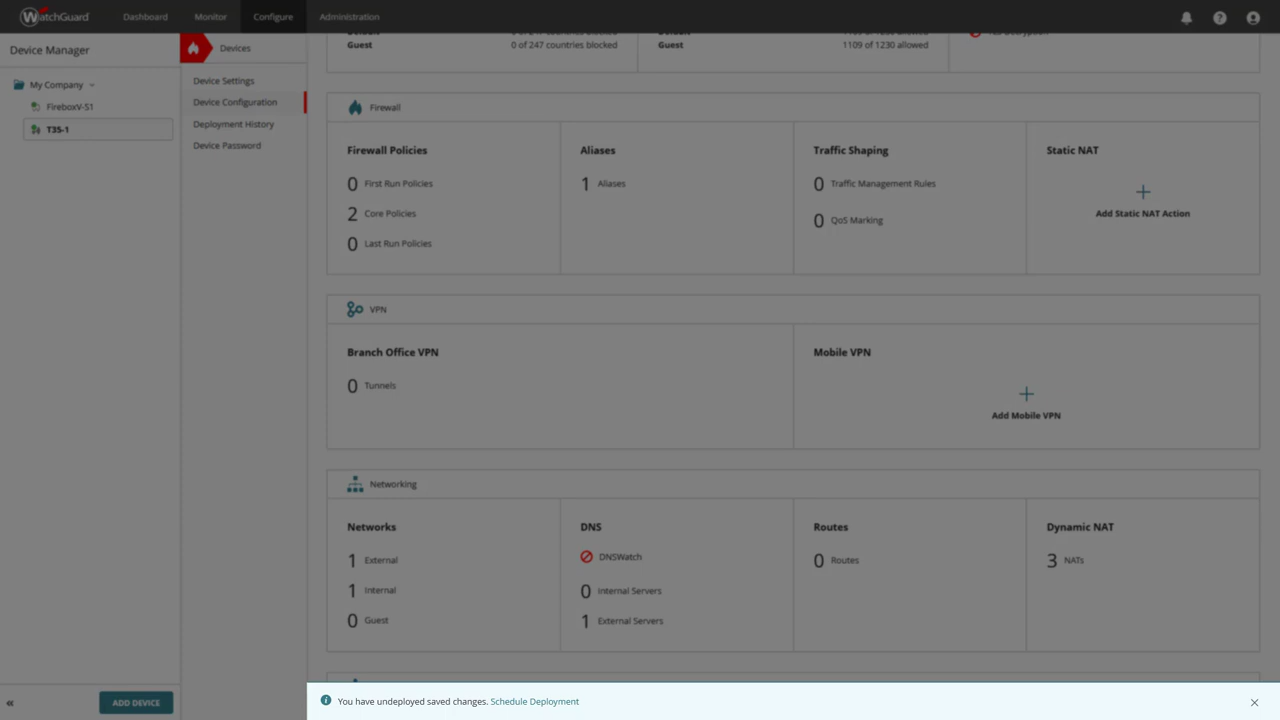 WatchGuard
Dashboard
Monitor
Configure
Administration
Device Manager
Devices
My Company
FireboxV-S1
T35-1
Device Settings
Device Configuration
Deployment History
Device Password
Guest 0 of 247 countries blocked
Guest 1109 of 1230 allowed
Firewall
Firewall Policies
0 First Run Policies
2 Core Policies
0 Last Run Policies
Aliases
1 Aliases
Traffic Shaping
0 Traffic Management Rules
0 QoS Marking
Static NAT
Add Static NAT Action
VPN
Branch Office VPN
0 Tunnels
Mobile VPN
Add Mobile VPN
Networking
Networks
1 External
1 Internal
0 Guest
DNS
DNSWatch
0 Internal Servers
1 External Servers
Routes
0 Routes
Dynamic NAT
3 NATs
ADD DEVICE
You have undeployed saved changes. Schedule Deployment